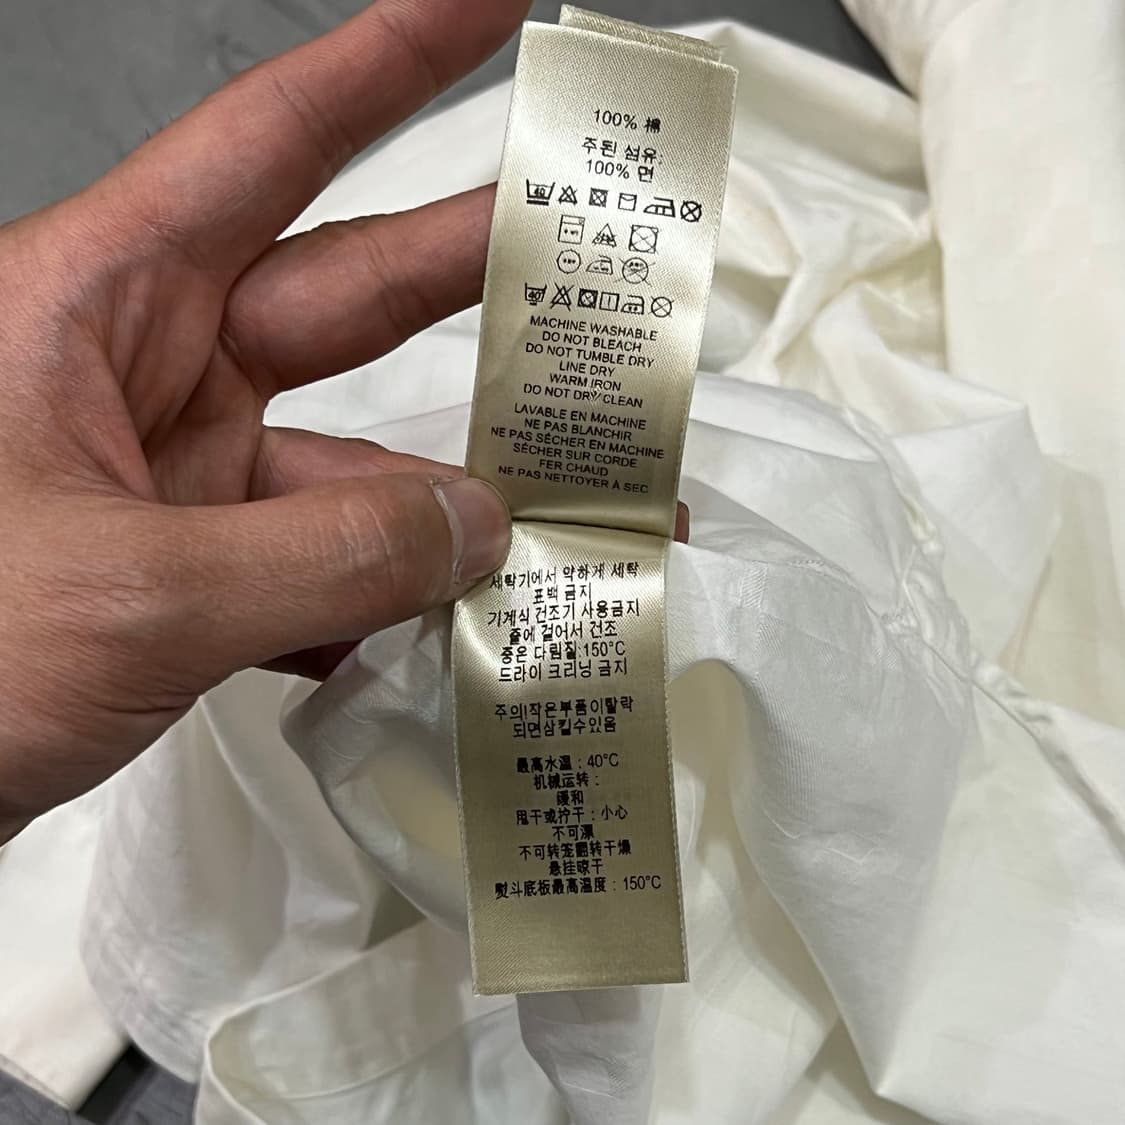 100% 棉
주된 섬유:
100% 면
40
40
MACHINE WASHABLE
DO NOT BLEACH
DO NOT TUMBLE DRY
LINE DRY
WARM IRON
DO NOT DRY CLEAN
LAVABLE EN MACHINE
NE PAS BLANCHIR
NE PAS SÉCHER EN MACHINE
SÉCHER SUR CORDE
FER CHAUD
NE PAS NETTOYER À SEC
세탁기에서 약하게 세탁
표백 금지
기계식 건조기 사용금지
줄에 걸어서 건조
중온 다림질:150°C
드라이 크리닝 금지
주의!작은부품이탈락
되면삼킬수있음
最高水温：40°C
机械运转：
缓和
甩干或拧干：小心
不可漂
不可转笼翻转干燥
悬挂晾干
熨斗底板最高温度：150°C